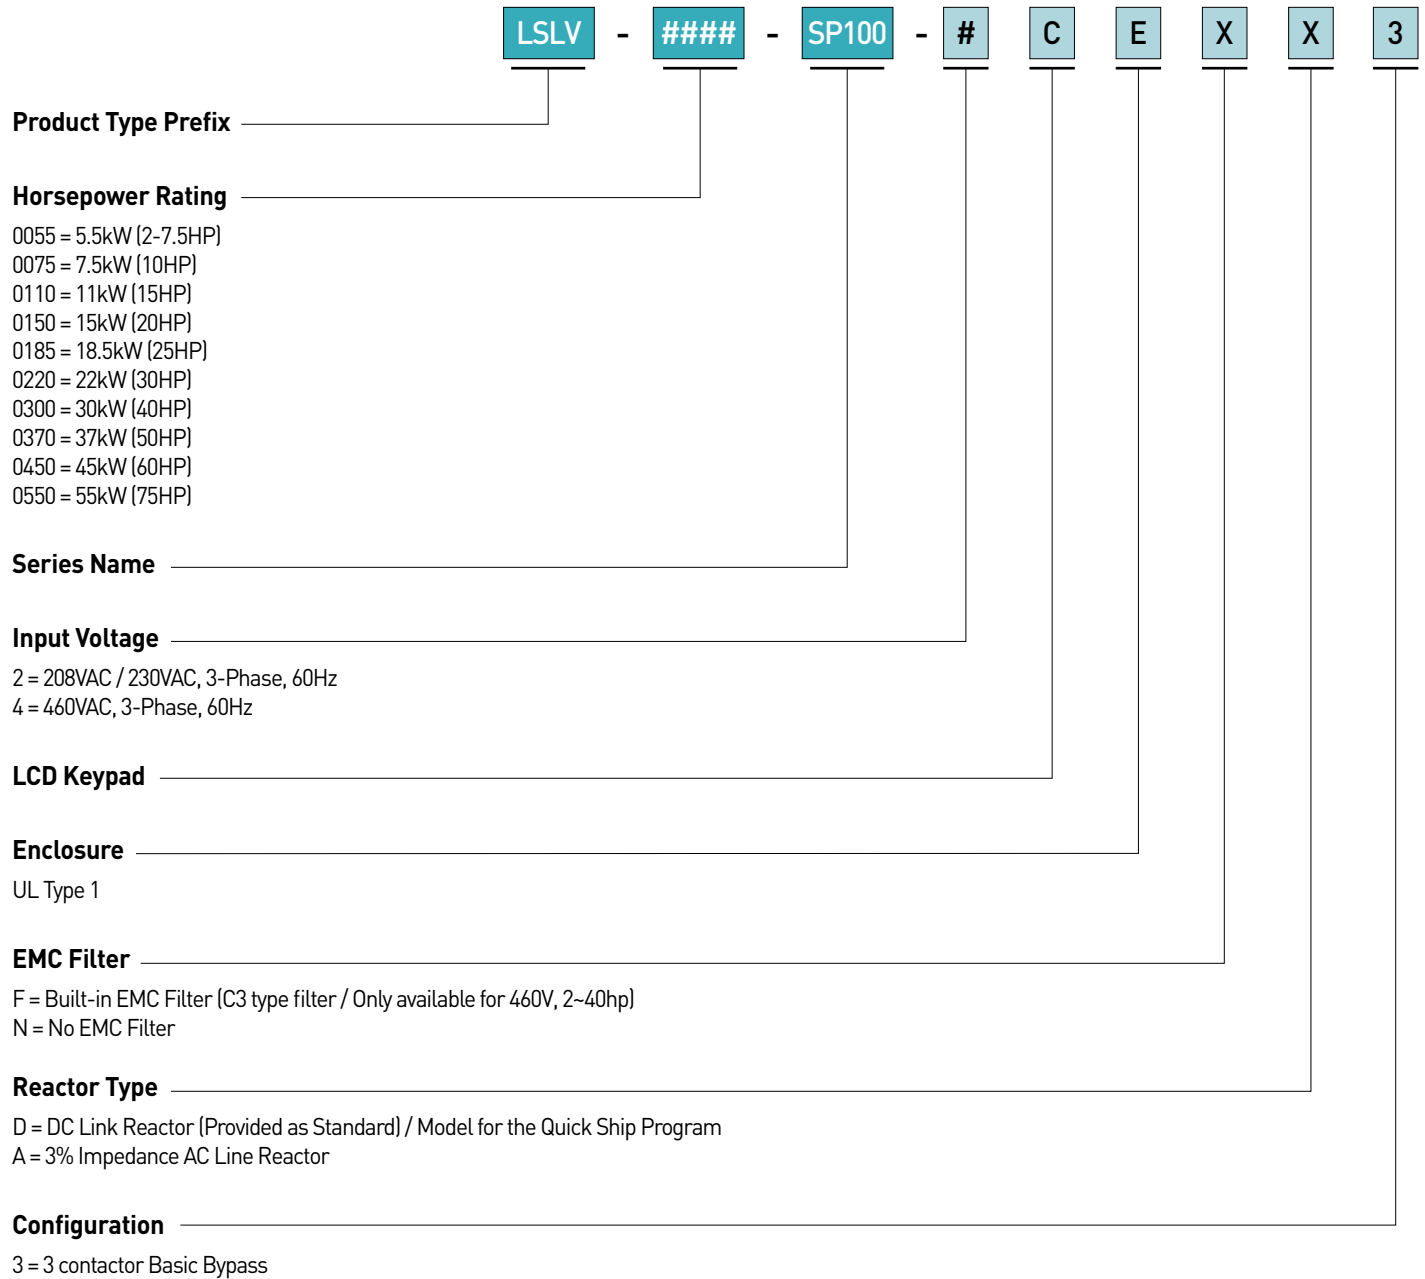 LSLV - #### - SP100 - # C E X X 3
Product Type Prefix
Horsepower Rating
0055 = 5.5kW (2-7.5HP)
0075 = 7.5kW (10HP)
0110 = 11kW (15HP)
0150 = 15kW (20HP)
0185 = 18.5kW (25HP)
0220 = 22kW (30HP)
0300 = 30kW (40HP)
0370 = 37kW (50HP)
0450 = 45kW (60HP)
0550 = 55kW (75HP)
Series Name
Input Voltage
2 = 208VAC / 230VAC, 3-Phase, 60Hz
4 = 460VAC, 3-Phase, 60Hz
LCD Keypad
Enclosure
UL Type 1
EMC Filter
F = Built-in EMC Filter (C3 type filter / Only available for 460V, 2~40hp)
N = No EMC Filter
Reactor Type
D = DC Link Reactor (Provided as Standard) / Model for the Quick Ship Program
A = 3% Impedance AC Line Reactor
Configuration
3 = 3 contactor Basic Bypass